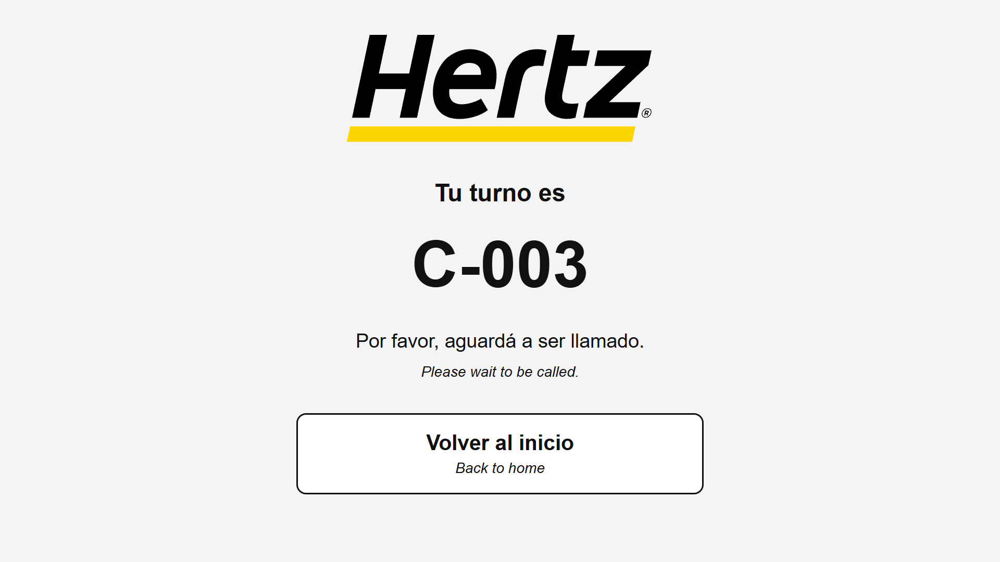 Hertz®
Tu turno es
C-003
Por favor, aguardá a ser llamado.
Please wait to be called.
Volver al inicio
Back to home